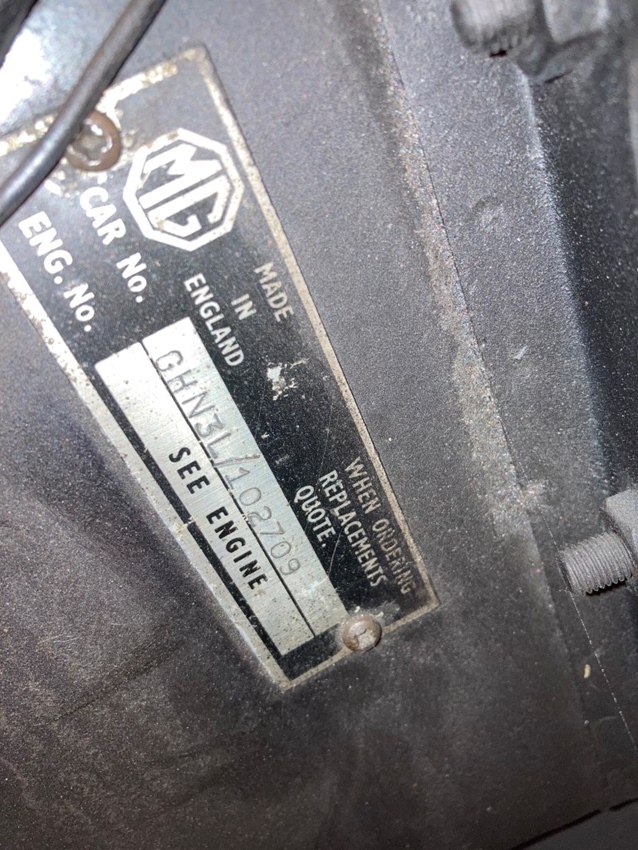 MG
MADE
IN
ENGLAND
WHEN ORDERING
REPLACEMENTS
QUOTE
CAR No.
GHN3L/102709
ENG. No.
SEE ENGINE